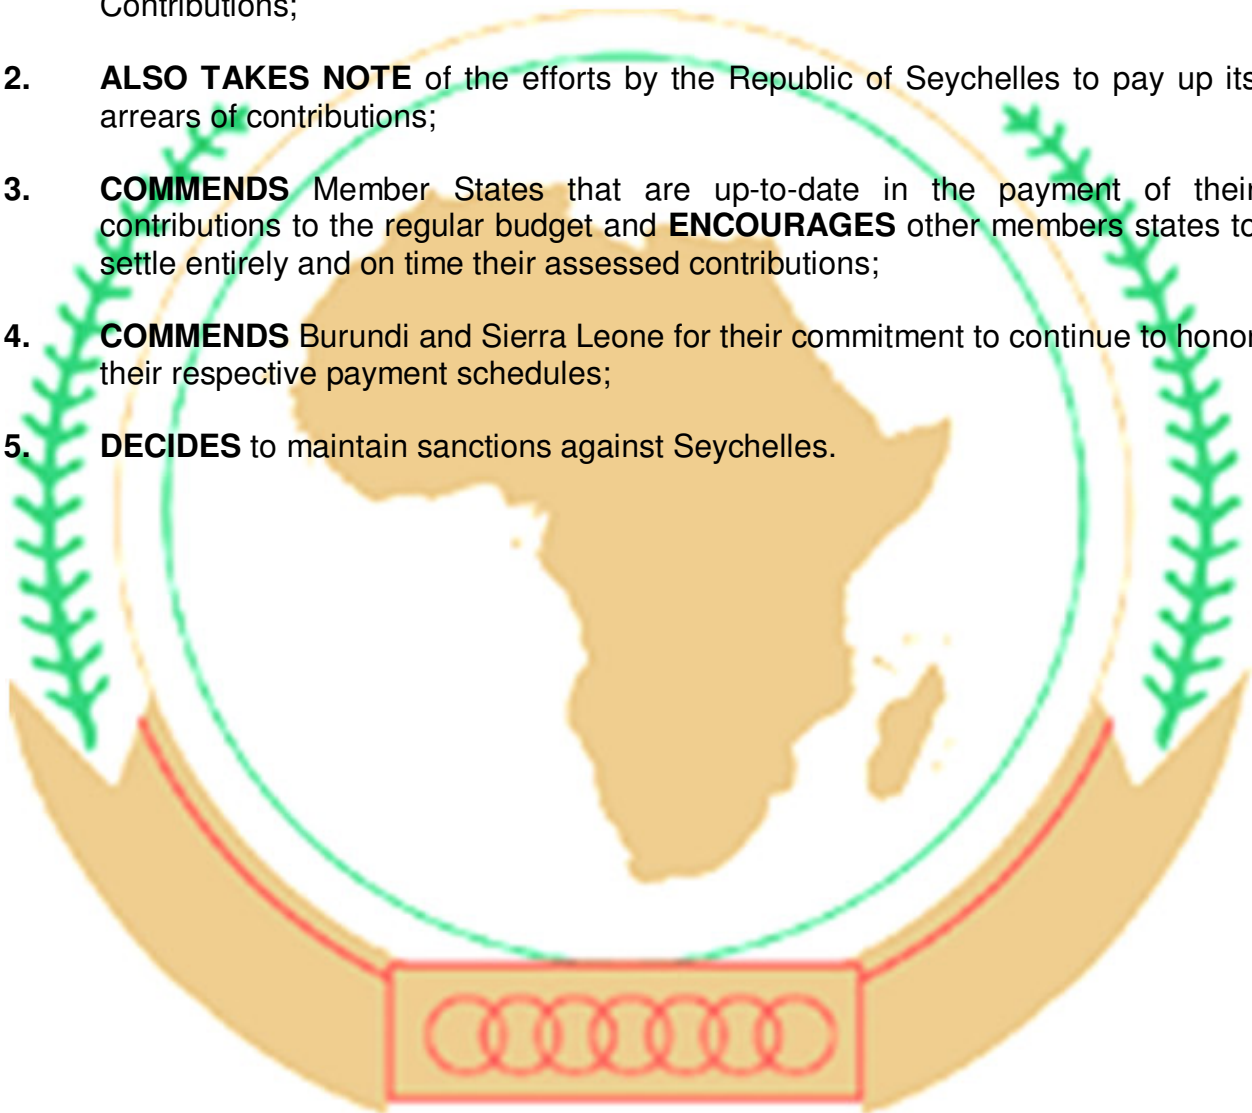 Contributions;
2. ALSO TAKES NOTE of the efforts by the Republic of Seychelles to pay up its
arrears of contributions;
3. COMMENDS Member States that are up-to-date in the payment of their
contributions to the regular budget and ENCOURAGES other members states to
settle entirely and on time their assessed contributions;
4. COMMENDS Burundi and Sierra Leone for their commitment to continue to honor
their respective payment schedules;
5. DECIDES to maintain sanctions against Seychelles.